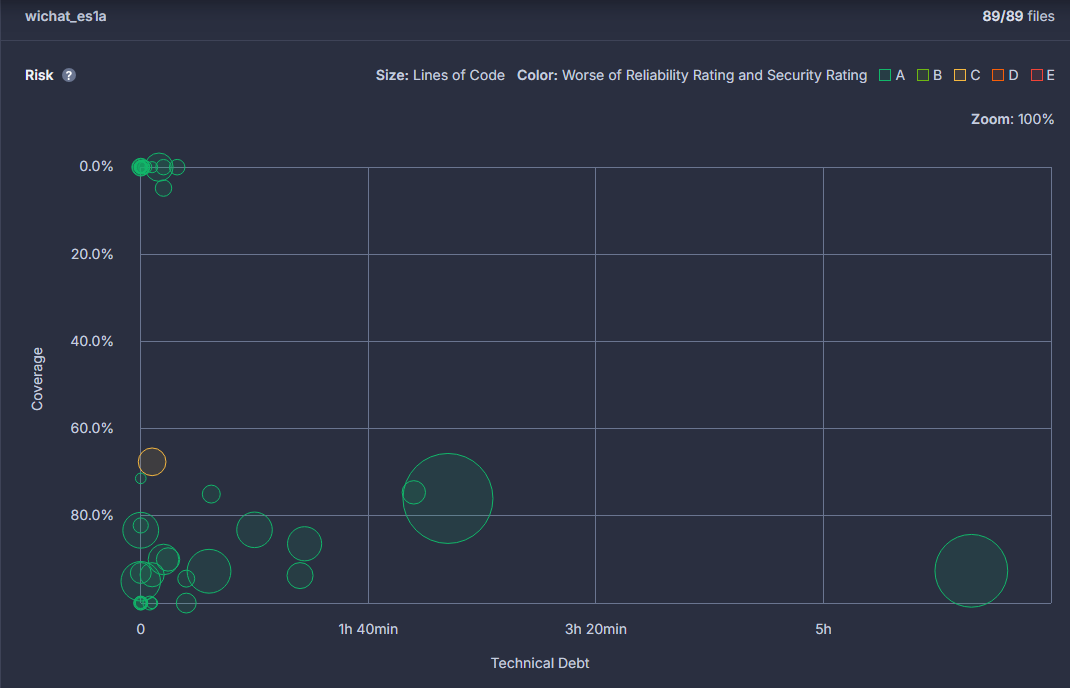 wichat_es1a 89/89 files
Risk ? Size: Lines of Code Color: Worse of Reliability Rating and Security Rating A B C D E
Zoom: 100%
0.0%
20.0%
40.0%
60.0%
80.0%
Coverage
0 1h 40min 3h 20min 5h
Technical Debt